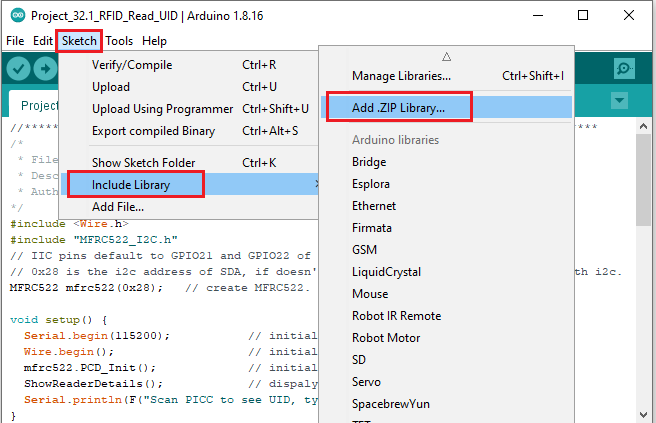 Project_32.1_RFID_Read_UID | Arduino 1.8.16
File Edit Sketch Tools Help
Verify/Compile Ctrl+R
Upload Ctrl+U
Upload Using Programmer Ctrl+Shift+U
Export compiled Binary Ctrl+Alt+S
Show Sketch Folder Ctrl+K
Include Library
Add File...
Manage Libraries... Ctrl+Shift+I
Add .ZIP Library...
Arduino libraries
Bridge
Esplora
Ethernet
Firmata
GSM
LiquidCrystal
Mouse
Robot IR Remote
Robot Motor
SD
Servo
SpacebrewYun
Project
//****
/*
* File
* Desc
* Auth
*/
#include <Wire.h>
#include "MFRC522_I2C.h"
// IIC pins default to GPIO21 and GPIO22 of
// 0x28 is the i2c address of SDA, if doesn' th i2c.
MFRC522 mfrc522(0x28); // create MFRC522.
void setup() {
Serial.begin(115200); // initial
Wire.begin(); // initial
mfrc522.PCD_Init(); // initial
ShowReaderDetails(); // dispaly
Serial.println(F("Scan PICC to see UID, ty
}